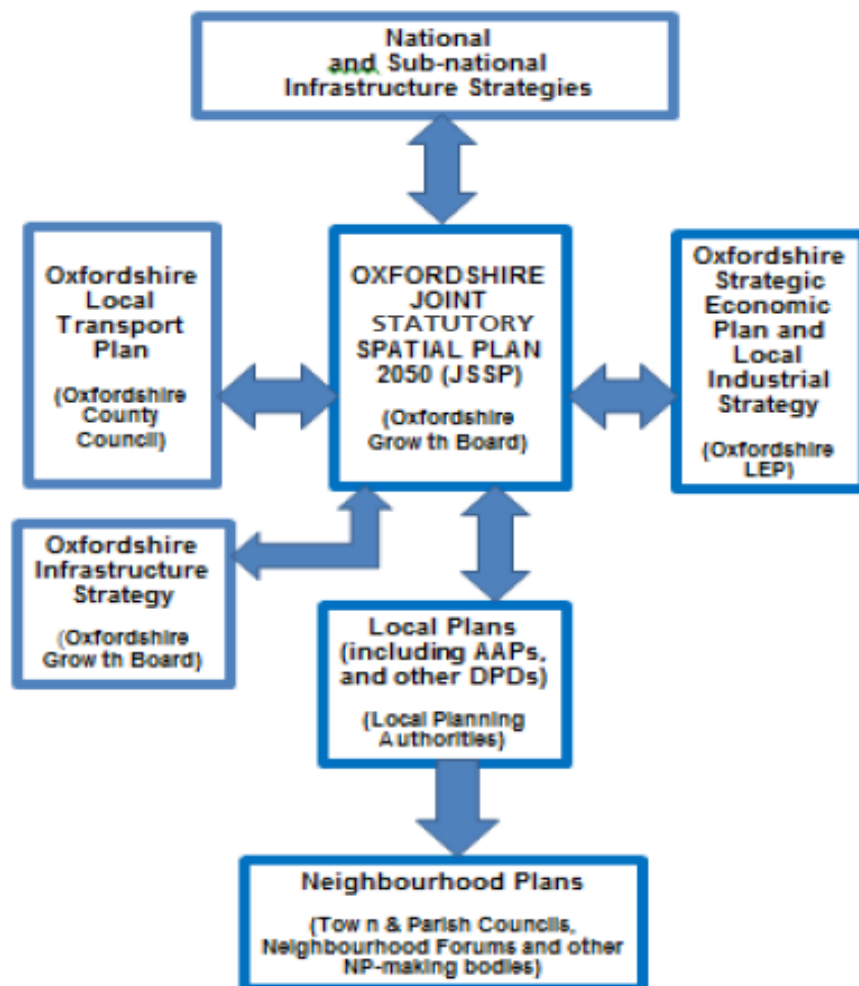 National
and Sub-national
Infrastructure Strategies
Oxfordshire
Local
Transport
Plan
(Oxfordshire
County
Council)
OXFORDSHIRE
JOINT
STATUTORY
SPATIAL PLAN
2050 (JSSP)
(Oxfordshire
Grow th Board)
Oxfordshire
Strategic
Economic
Plan and
Local
Industrial
Strategy
(Oxfordshire
LEP)
Oxfordshire
Infrastructure
Strategy
(Oxfordshire
Grow th Board)
Local Plans
(including AAPs,
and other DPDs)
(Local Planning
Authorities)
Neighbourhood Plans
(Tow n & Parish Councils,
Neighbourhood Forums and other
NP-making bodies)